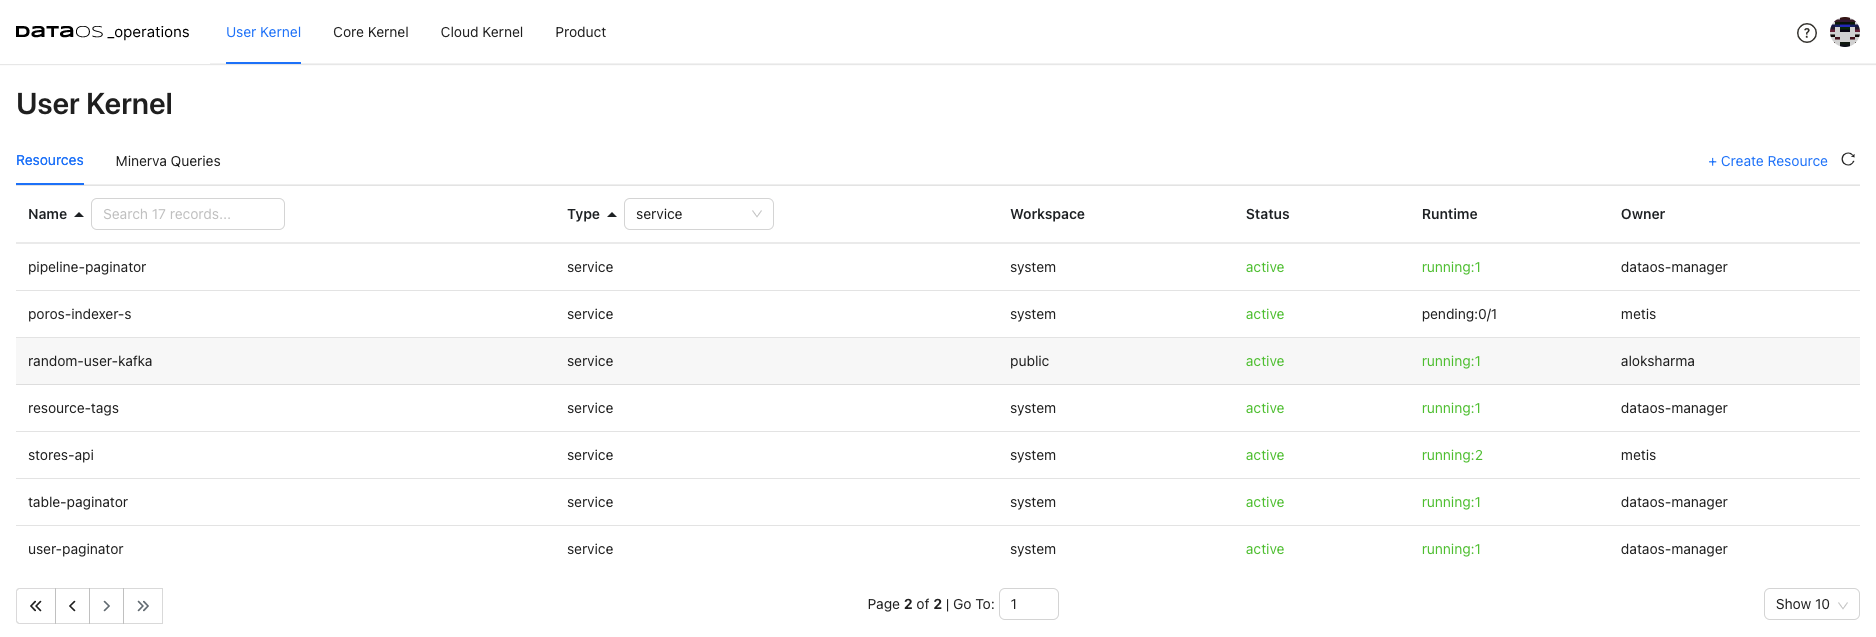 DATAOS _operations User Kernel Core Kernel Cloud Kernel Product ?
User Kernel
Resources Minerva Queries + Create Resource
Name Search 17 records... Type service Workspace Status Runtime Owner
pipeline-paginator service system active running:1 dataos-manager
poros-indexer-s service system active pending:0/1 metis
random-user-kafka service public active running:1 aloksharma
resource-tags service system active running:1 dataos-manager
stores-api service system active running:2 metis
table-paginator service system active running:1 dataos-manager
user-paginator service system active running:1 dataos-manager
Page 2 of 2 | Go To: 1 Show 10